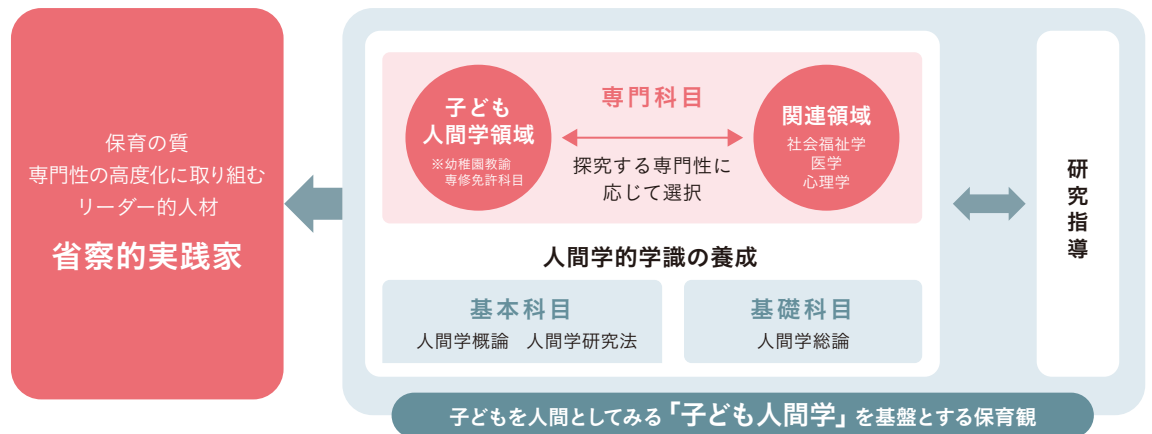 保育の質
専門性の高度化に取り組む
リーダー的人材
省察的実践家
専門科目
子ども
人間学領域
※幼稚園教諭
専修免許科目
探究する専門性に
応じて選択
関連領域
社会福祉学
医学
心理学
人間学的学識の養成
基本科目
人間学概論　人間学研究法
基礎科目
人間学総論
研究指導
子どもを人間としてみる「子ども人間学」を基盤とする保育観